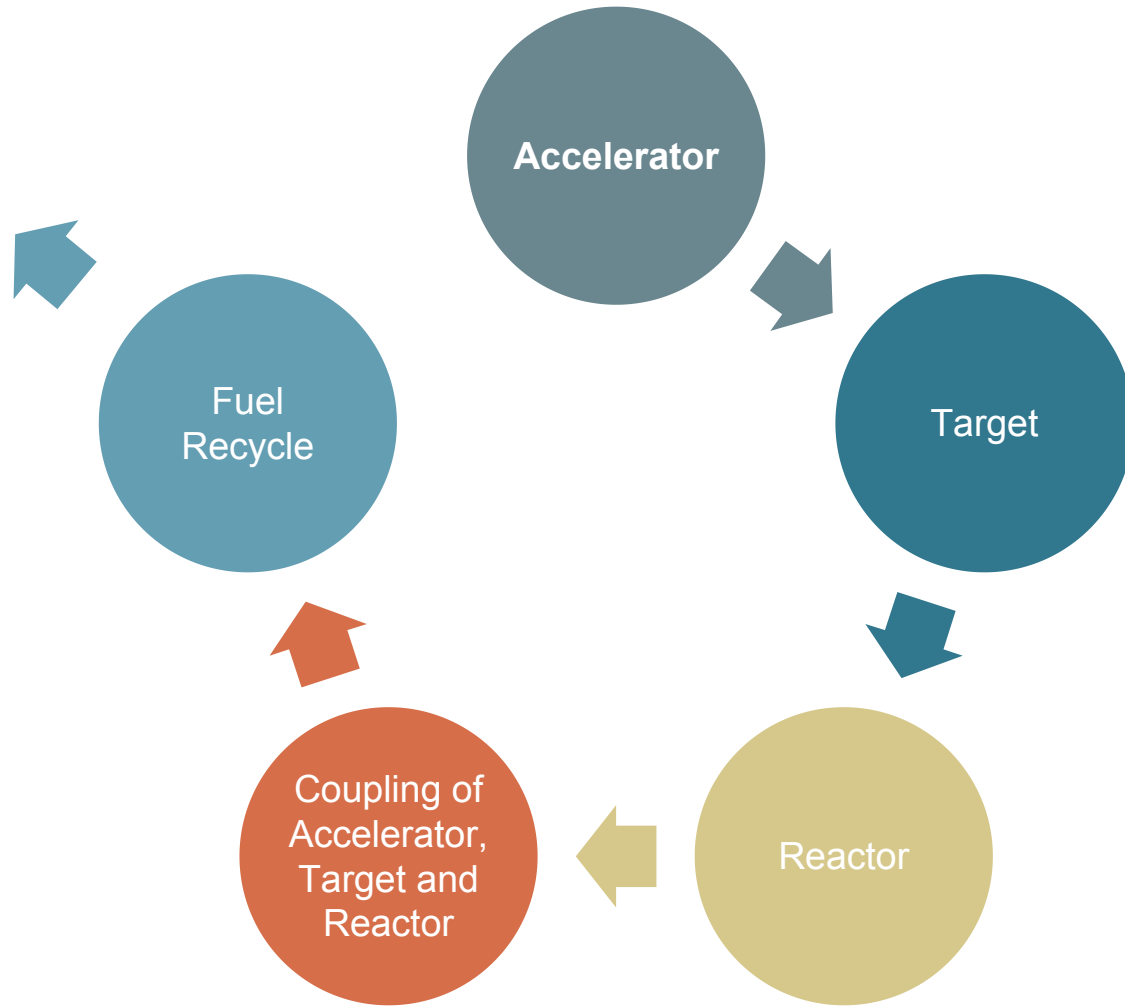 Accelerator
Target
Reactor
Coupling of
Accelerator,
Target and
Reactor
Fuel
Recycle